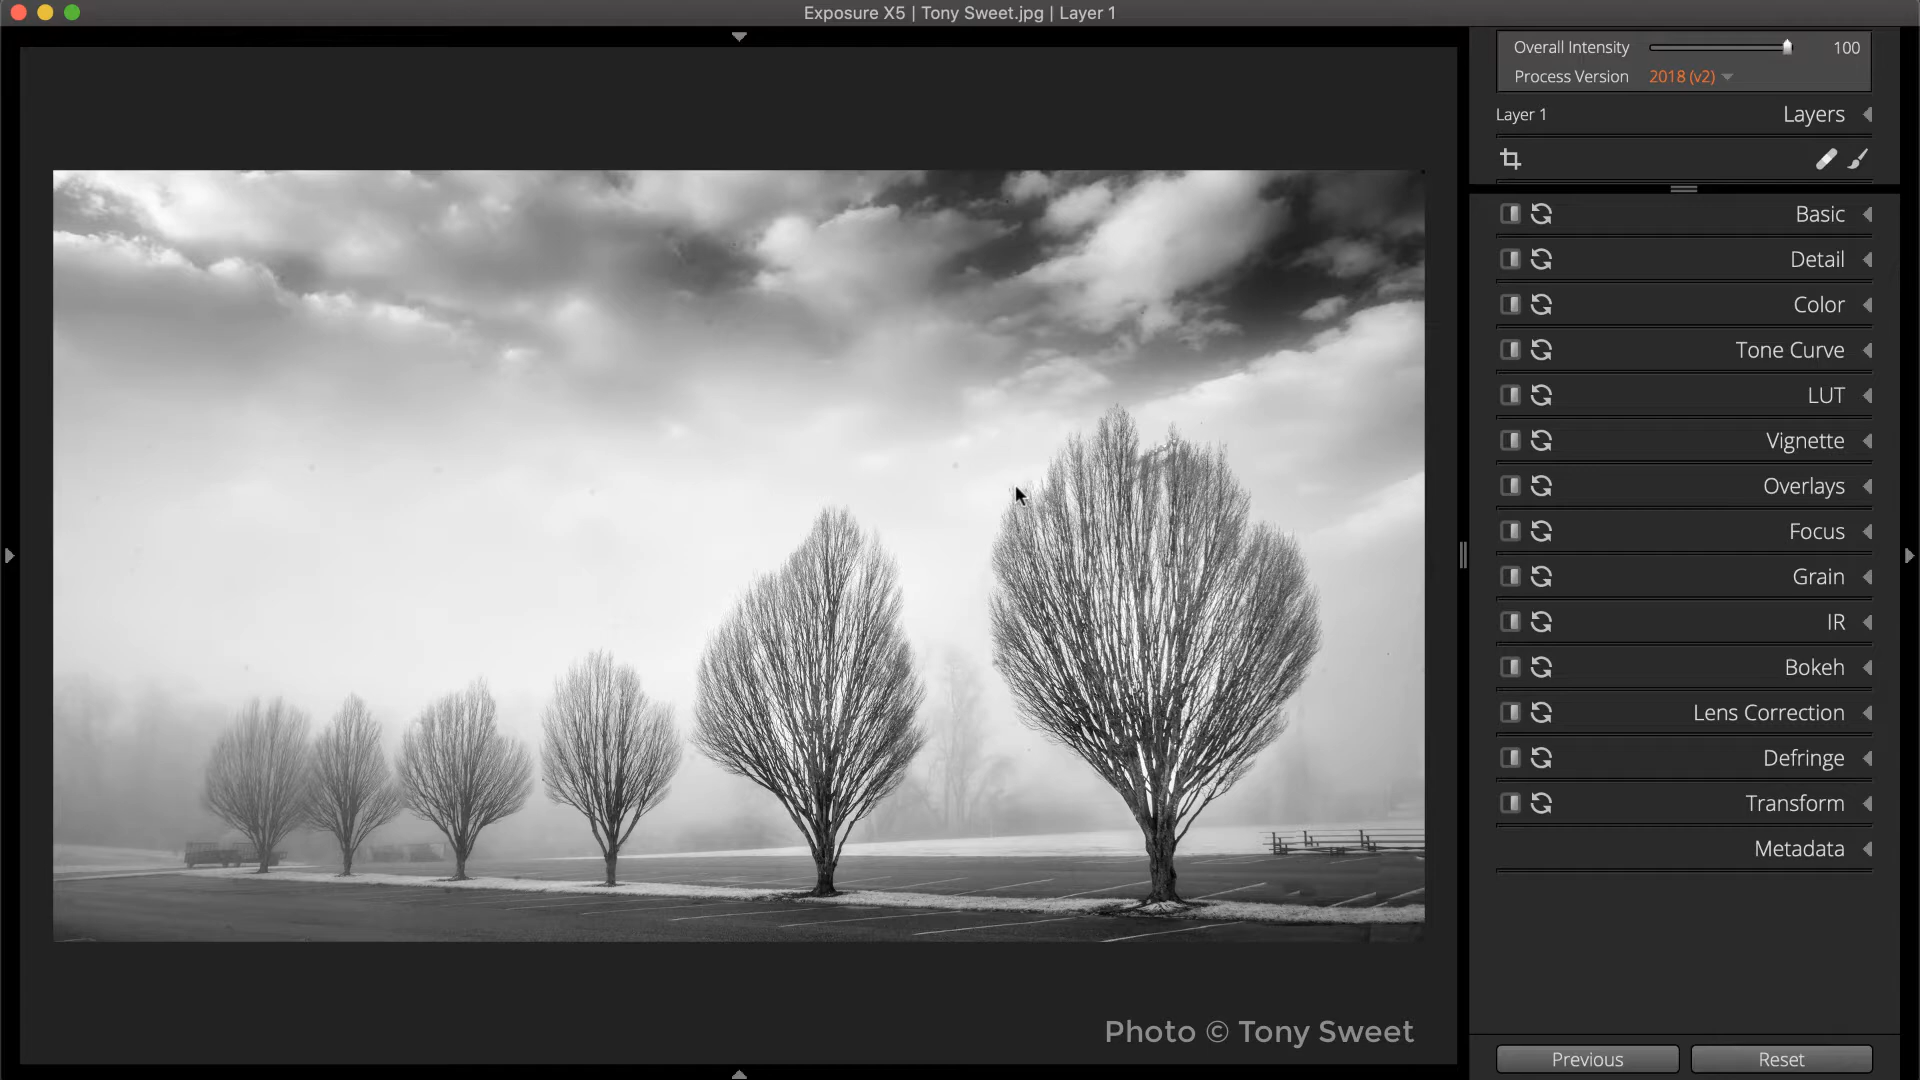 Exposure X5 | Tony Sweet.jpg | Layer 1
Overall Intensity 100
Process Version 2018 (v2)
Layer 1 Layers
Basic
Detail
Color
Tone Curve
LUT
Vignette
Overlays
Focus
Grain
IR
Bokeh
Lens Correction
Defringe
Transform
Metadata
Photo © Tony Sweet
Previous Reset